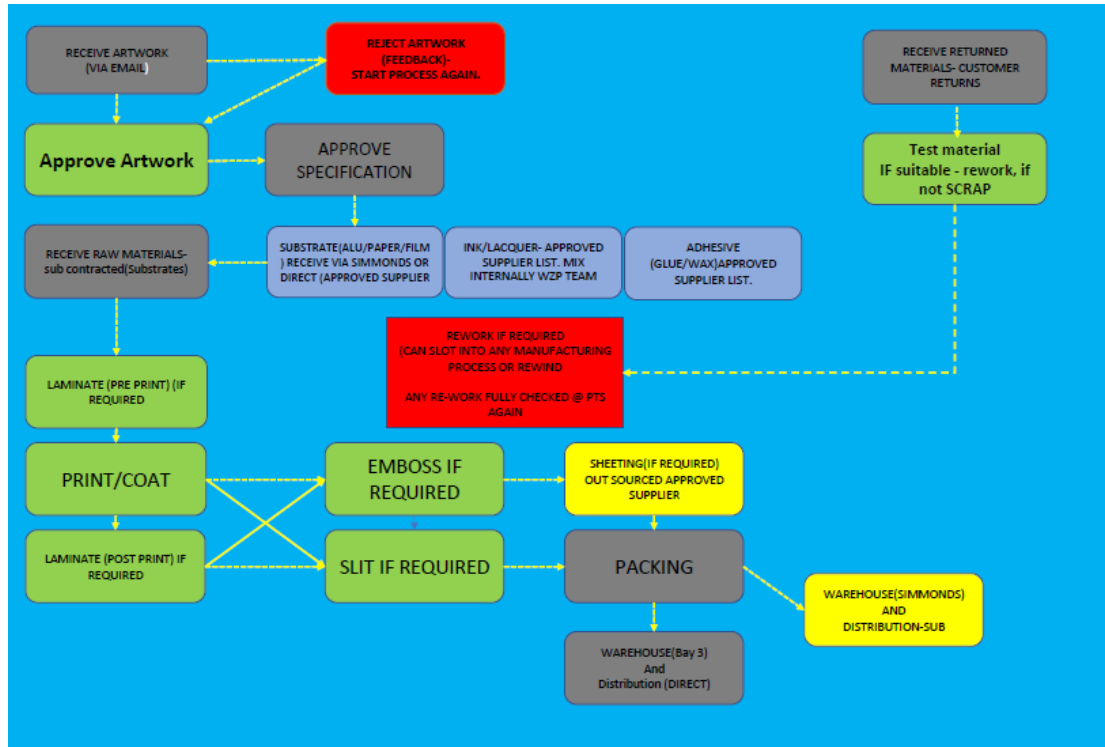 RECEIVE ARTWORK
(VIA EMAIL)
REJECT ARTWORK
(FEEDBACK)-
START PROCESS AGAIN.
RECEIVE RETURNED
MATERIALS- CUSTOMER
RETURNS
Approve Artwork
APPROVE
SPECIFICATION
Test material
IF suitable - rework, if
not SCRAP
RECEIVE RAW MATERIALS-
sub contracted(Substrates)
SUBSTRATE(ALU/PAPER/FILM
) RECEIVE VIA SIMMONDS OR
DIRECT (APPROVED SUPPLIER
INK/LACQUER- APPROVED
SUPPLIER LIST. MIX
INTERNALLY WZP TEAM
ADHESIVE
(GLUE/WAX)APPROVED
SUPPLIER LIST.
REWORK IF REQUIRED
(CAN SLOT INTO ANY MANUFACTURING
PROCESS OR REWIND
ANY RE-WORK FULLY CHECKED @ PTS
AGAIN
LAMINATE (PRE PRINT) (IF
REQUIRED
PRINT/COAT
EMBOSS IF
REQUIRED
SHEETING(IF REQUIRED)
OUT SOURCED APPROVED
SUPPLIER
LAMINATE (POST PRINT) IF
REQUIRED
SLIT IF REQUIRED
PACKING
WAREHOUSE(SIMMONDS)
AND
DISTRIBUTION-SUB
WAREHOUSE(Bay 3)
And
Distribution (DIRECT)